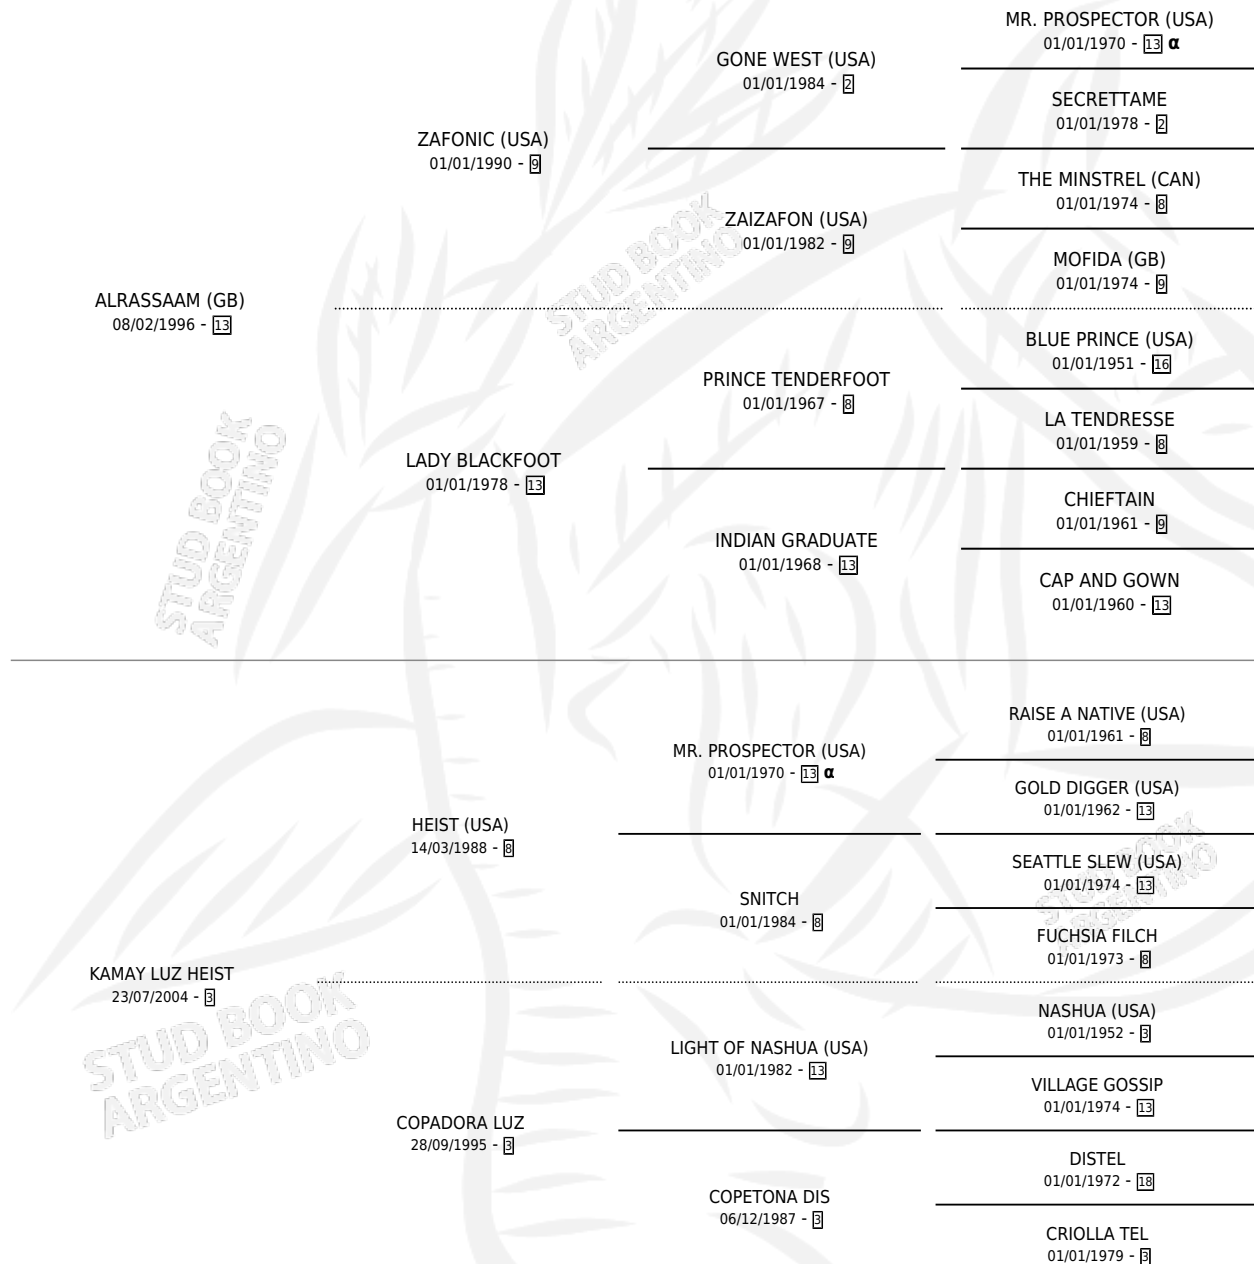 MR. PROSPECTOR (USA)
01/01/1970 - 13 α
GONE WEST (USA)
01/01/1984 - 2
SECRETTAME
01/01/1978 - 2
ZAFONIC (USA)
01/01/1990 - 9
THE MINSTREL (CAN)
01/01/1974 - 8
ZAIZAFON (USA)
01/01/1982 - 9
MOFIDA (GB)
01/01/1974 - 9
ALRASSAAM (GB)
08/02/1996 - 13
BLUE PRINCE (USA)
01/01/1951 - 16
PRINCE TENDERFOOT
01/01/1967 - 8
LA TENDRESSE
01/01/1959 - 8
LADY BLACKFOOT
01/01/1978 - 13
CHIEFTAIN
01/01/1961 - 9
INDIAN GRADUATE
01/01/1968 - 13
CAP AND GOWN
01/01/1960 - 13
RAISE A NATIVE (USA)
01/01/1961 - 8
MR. PROSPECTOR (USA)
01/01/1970 - 13 α
GOLD DIGGER (USA)
01/01/1962 - 13
HEIST (USA)
14/03/1988 - 8
SEATTLE SLEW (USA)
01/01/1974 - 13
SNITCH
01/01/1984 - 8
FUCHSIA FILCH
01/01/1973 - 8
KAMAY LUZ HEIST
23/07/2004 - 3
NASHUA (USA)
01/01/1952 - 3
LIGHT OF NASHUA (USA)
01/01/1982 - 13
VILLAGE GOSSIP
01/01/1974 - 13
COPADORA LUZ
28/09/1995 - 3
DISTEL
01/01/1972 - 18
COPETONA DIS
06/12/1987 - 3
CRIOLLA TEL
01/01/1979 - 3
STUD BOOK
ARGENTINO
STUD BOOK
ARGENTINO
STUD BOOK
ARGENTINO
STUD BOOK
ARGENTINO